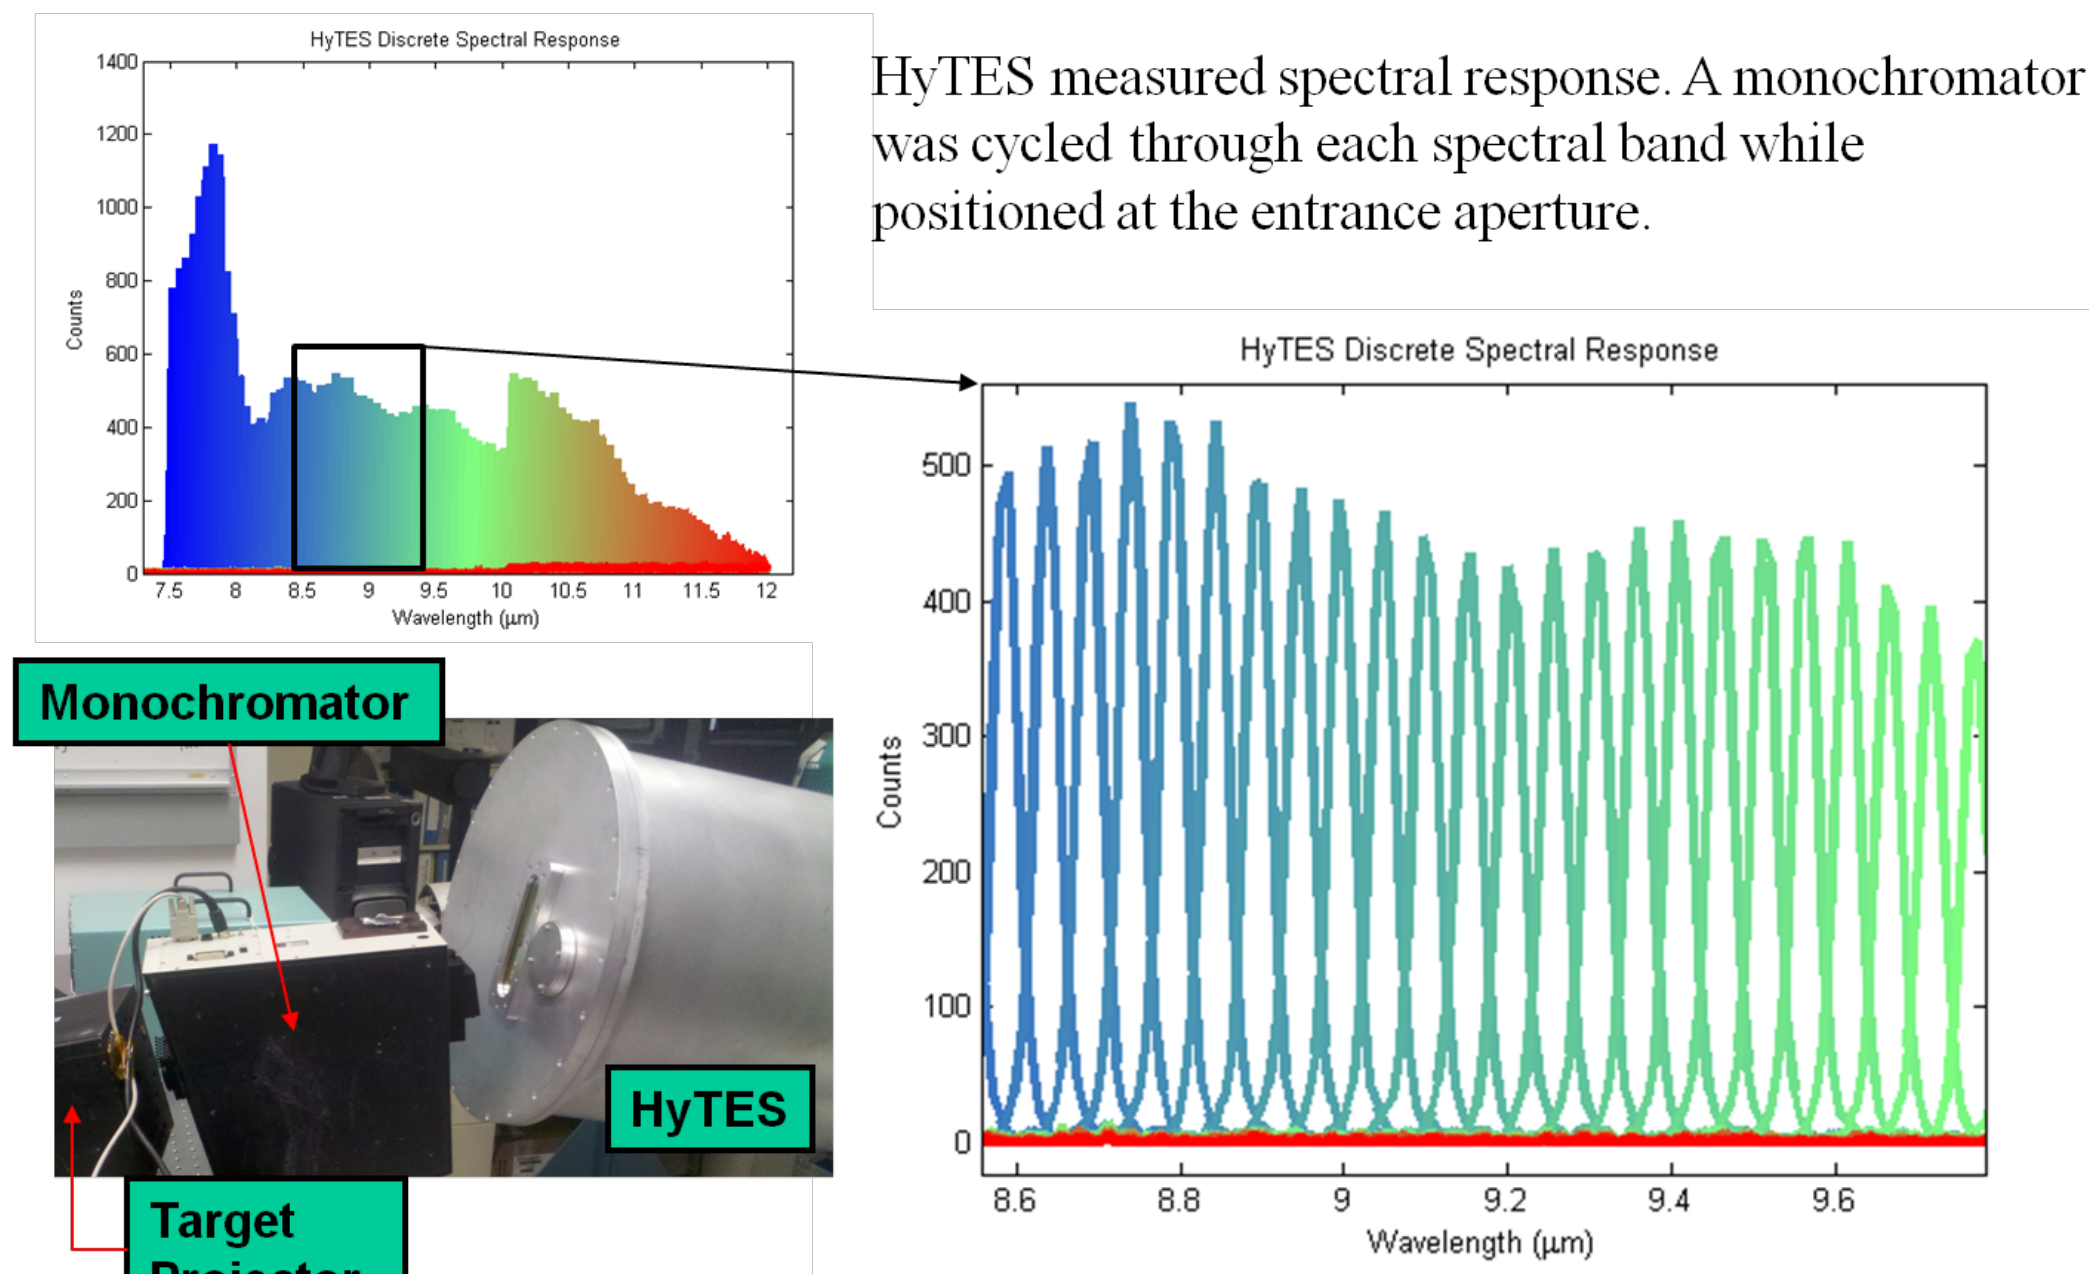 HyTES Discrete Spectral Response
1400
1200
1000
800
600
400
200
0
Counts
7.5 8 8.5 9 9.5 10 10.5 11 11.5 12
Wavelength (μm)
HyTES measured spectral response. A monochromator
was cycled through each spectral band while
positioned at the entrance aperture.
HyTES Discrete Spectral Response
500
400
300
200
100
0
Counts
8.6 8.8 9 9.2 9.4 9.6
Wavelength (μm)
Monochromator
HyTES
Target
Projector